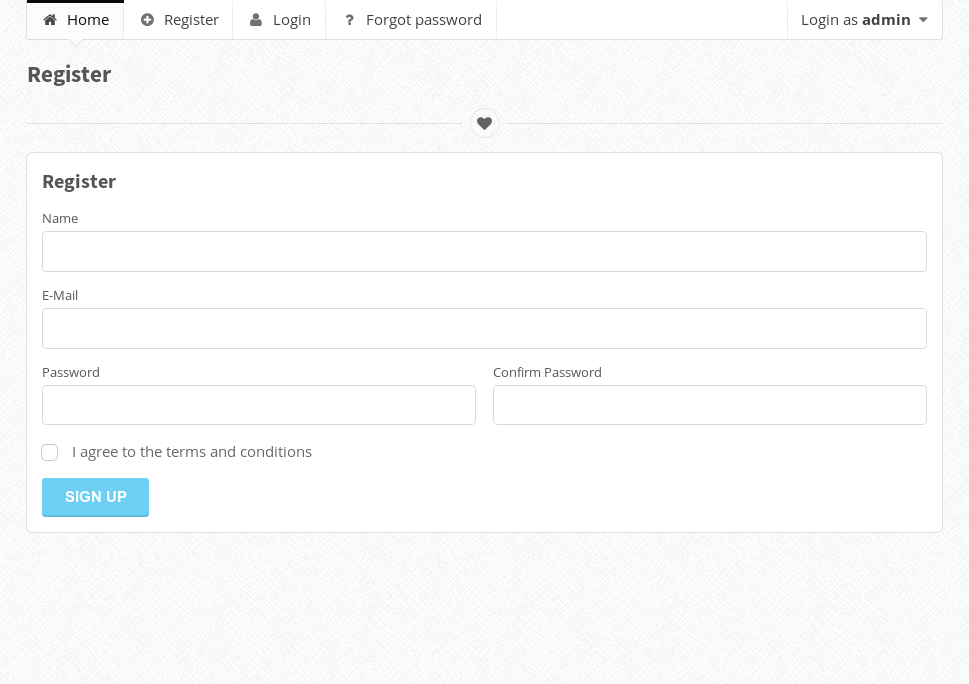 Home Register Login ? Forgot password Login as admin
Register
Register
Name
E-Mail
Password Confirm Password
I agree to the terms and conditions
SIGN UP